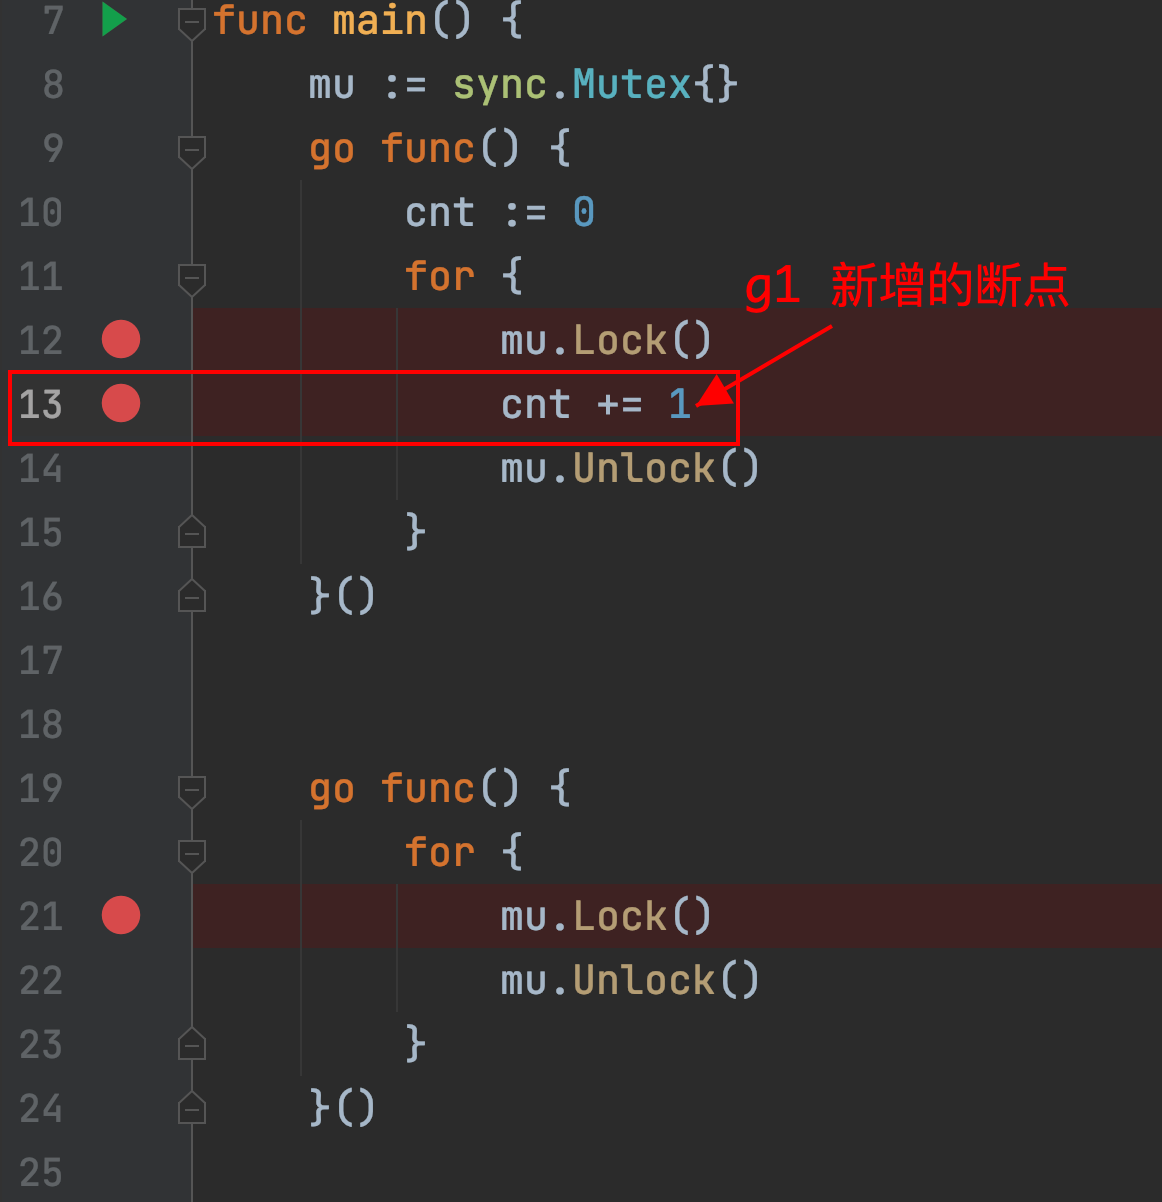 7 func main() {
8 mu := sync.Mutex{}
9 go func() {
10 cnt := 0
11 for {
g1 新增的断点
12 mu.Lock()
13 cnt += 1
14 mu.Unlock()
15 }
16 }()
17
18
19 go func() {
20 for {
21 mu.Lock()
22 mu.Unlock()
23 }
24 }()
25